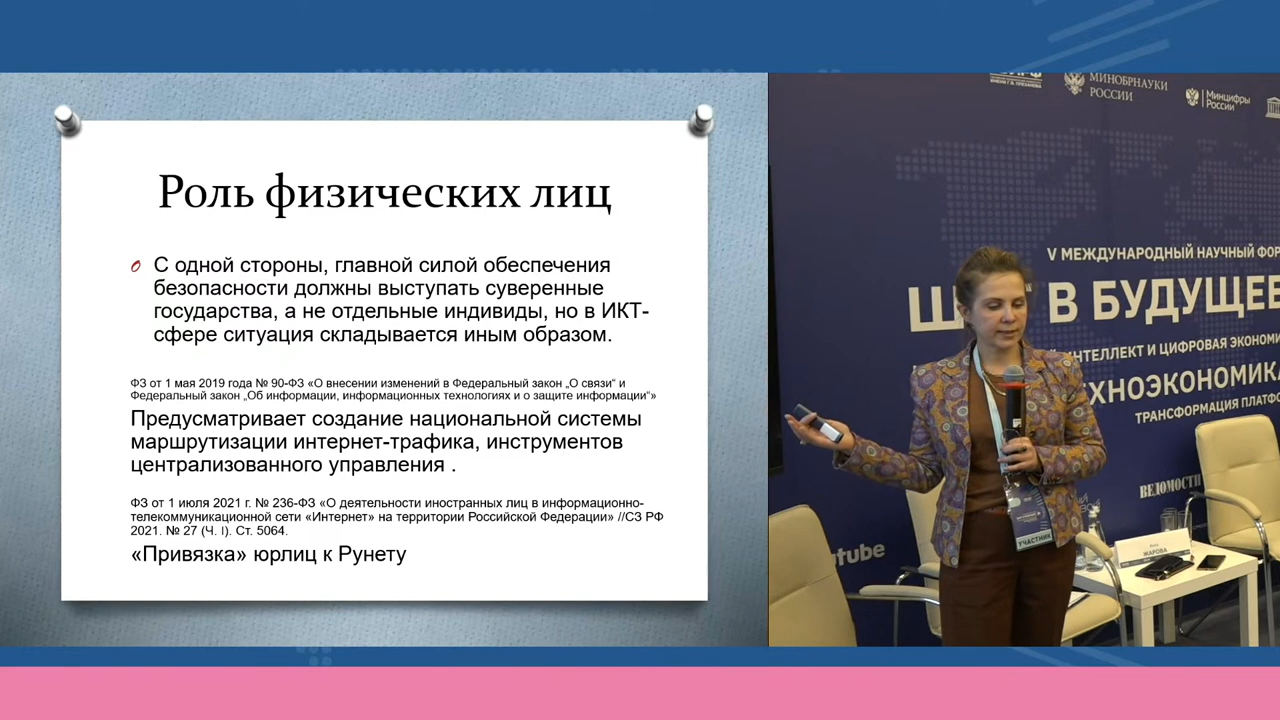 Роль физических лиц
С одной стороны, главной силой обеспечения
безопасности должны выступать суверенные
государства, а не отдельные индивиды, но в ИКТ-
сфере ситуация складывается иным образом.
ФЗ от 1 мая 2019 года № 90-ФЗ «О внесении изменений в Федеральный закон „О связи“ и
Федеральный закон „Об информации, информационных технологиях и о защите информации“»
Предусматривает создание национальной системы
маршрутизации интернет-трафика, инструментов
централизованного управления .
ФЗ от 1 июля 2021 г. № 236-ФЗ «О деятельности иностранных лиц в информационно-
телекоммуникационной сети «Интернет» на территории Российской Федерации» //СЗ РФ
2021. № 27 (Ч. I). Ст. 5064.
«Привязка» юрлиц к Рунету
МИНОБРНАУКИ
РОССИИ
Минцифры
России
V МЕЖДУНАРОДНЫЙ НАУЧНЫЙ ФОР
Ш В БУДУЩЕЕ
НТЕЛЛЕКТ И ЦИФРОВАЯ ЭКОНОМИ
ЕХНОЭКОНОМИКА
ТРАНСФОРМАЦИЯ ПЛАТФО
ВЕДОМОСТИ
tube
ЖАРОВА
УЧАСТНИК